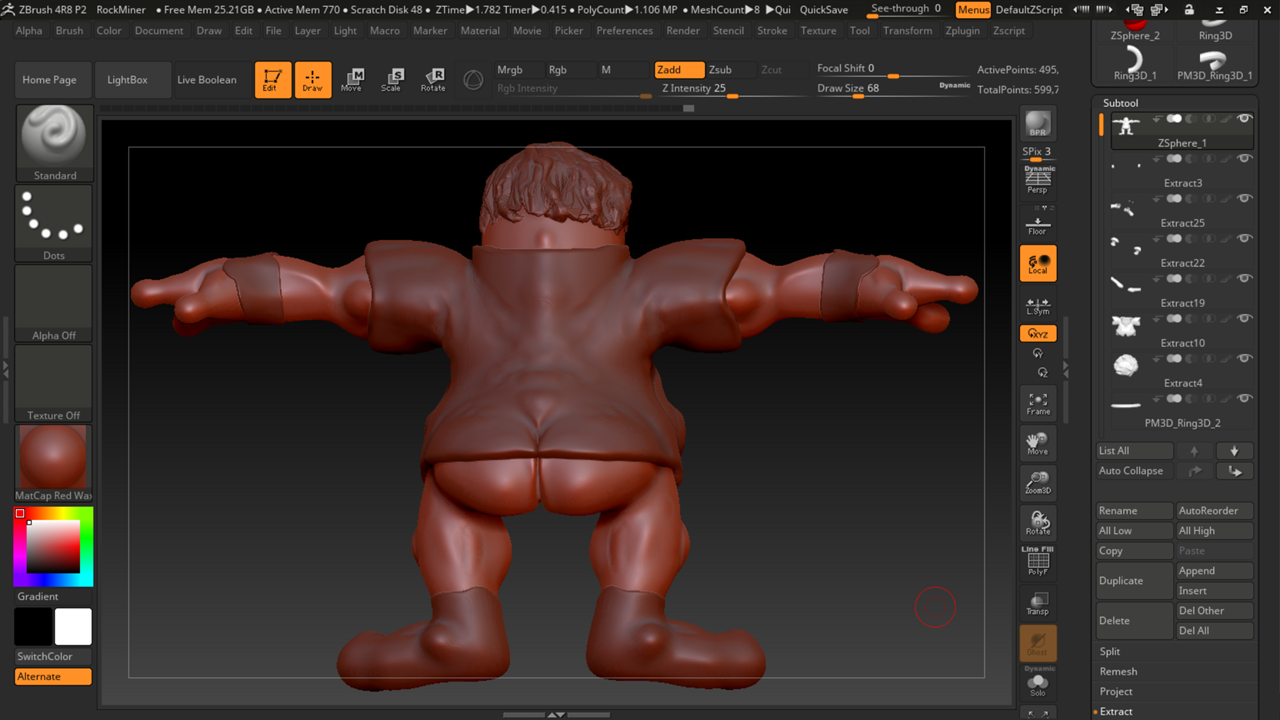 ZBrush 4R8 P2 RockMiner • Free Mem 25.21GB • Active Mem 770 • Scratch Disk 48 • ZTime▶1.782 Timer▶0.415 • PolyCount▶1.106 MP • MeshCount▶8 ▶Qui QuickSave See-through 0 Menus DefaultZScript
Alpha Brush Color Document Draw Edit File Layer Light Macro Marker Material Movie Picker Preferences Render Stencil Stroke Texture Tool Transform Zplugin Zscript
Home Page LightBox Live Boolean
Edit Draw Move Scale Rotate
M S R
Mrgb Rgb M Zadd Zsub Zcut
Rgb Intensity Z Intensity 25
Focal Shift 0
Draw Size 68 Dynamic
ActivePoints: 495,
TotalPoints: 599,7
Standard
Dots
Alpha Off
Texture Off
MatCap Red Wax
Gradient
SwitchColor
Alternate
BPR
SPix 3
Dynamic
Persp
Floor
Local
L.Sym
XYZ
Y
Z
Frame
Move
Zoom3D
Rotate
Line Fill
PolyF
Transp
Ghost
Dynamic
Solo
ZSphere_2 Ring3D
Ring3D_1 PM3D_Ring3D_1
Subtool
ZSphere_1
Extract3
Extract25
Extract22
Extract19
Extract10
Extract4
PM3D_Ring3D_2
List All
Auto Collapse
Rename AutoReorder
All Low All High
Copy Paste
Duplicate Append
Insert
Delete Del Other
Del All
Split
Remesh
Project
Extract